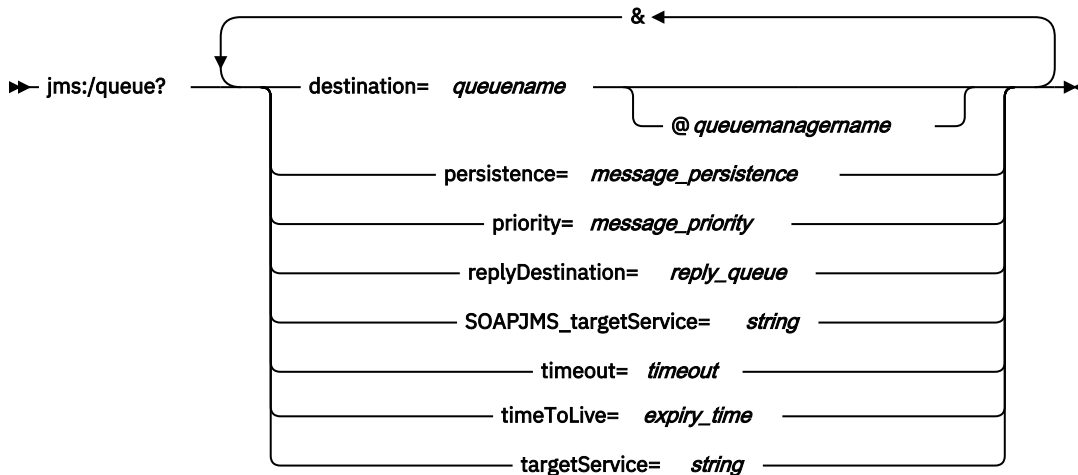 &
jms:/queue? destination= queuename
@ queuemanagername
persistence= message_persistence
priority= message_priority
replyDestination= reply_queue
SOAPJMS_targetService= string
timeout= timeout
timeToLive= expiry_time
targetService= string